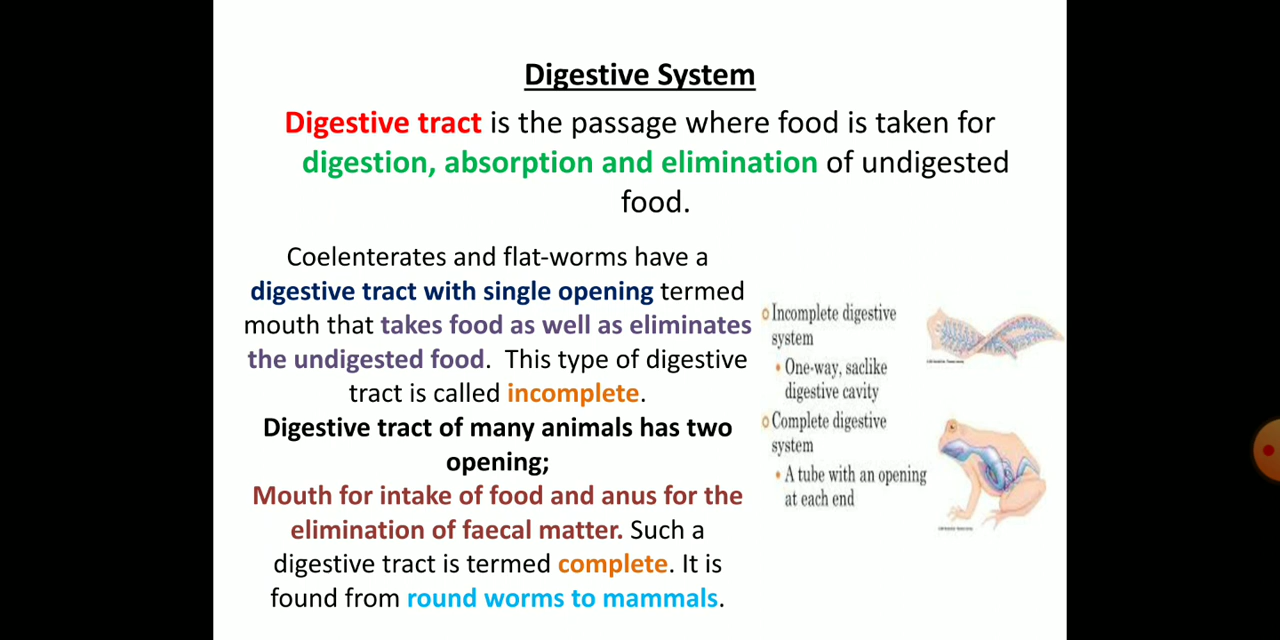 Digestive System
Digestive tract is the passage where food is taken for
digestion, absorption and elimination of undigested
food.
Coelenterates and flat-worms have a
digestive tract with single opening termed
mouth that takes food as well as eliminates
the undigested food. This type of digestive
tract is called incomplete.
Digestive tract of many animals has two
opening;
Mouth for intake of food and anus for the
elimination of faecal matter. Such a
digestive tract is termed complete. It is
found from round worms to mammals.
Incomplete digestive
system
• One-way, saclike
digestive cavity
Complete digestive
system
• A tube with an opening
at each end